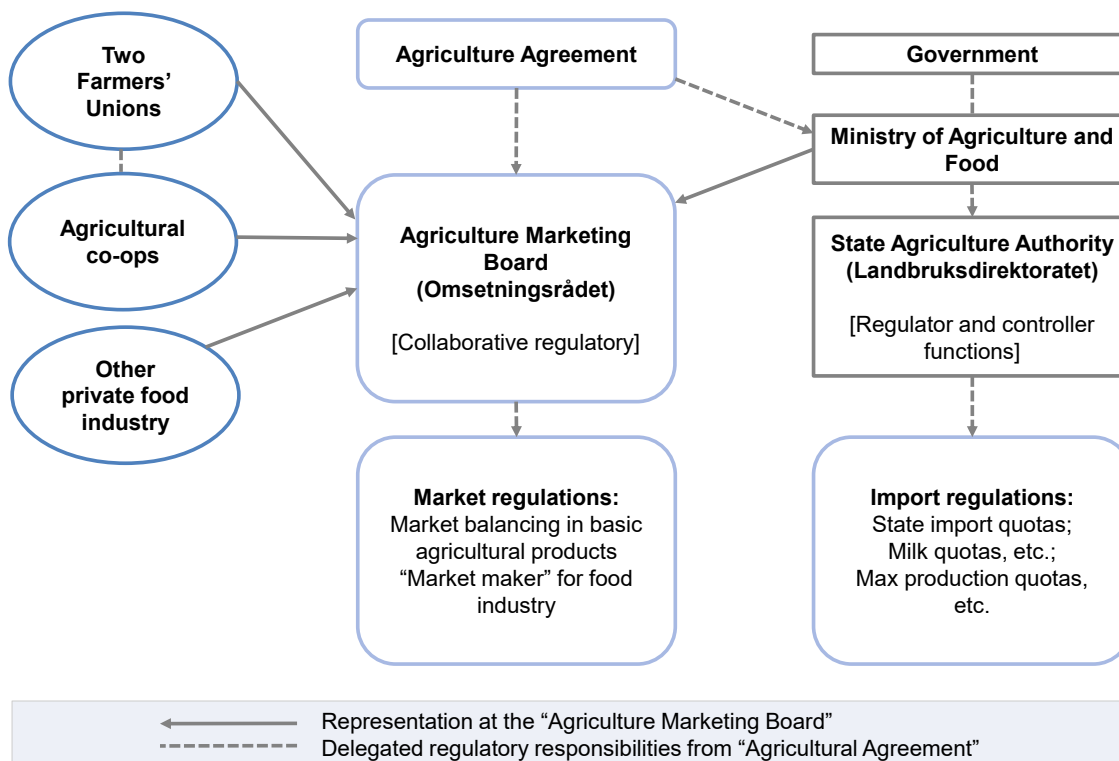 Two
Farmers’
Unions
Agriculture Agreement
Government
Ministry of Agriculture and
Food
Agricultural
co-ops
Agriculture Marketing
Board
(Omsetningsrådet)
[Collaborative regulatory]
State Agriculture Authority
(Landbruksdirektoratet)
[Regulator and controller
functions]
Other
private food
industry
Market regulations:
Market balancing in basic
agricultural products
“Market maker” for food
industry
Import regulations:
State import quotas;
Milk quotas, etc.;
Max production quotas,
etc.
Representation at the “Agriculture Marketing Board”
Delegated regulatory responsibilities from “Agricultural Agreement”